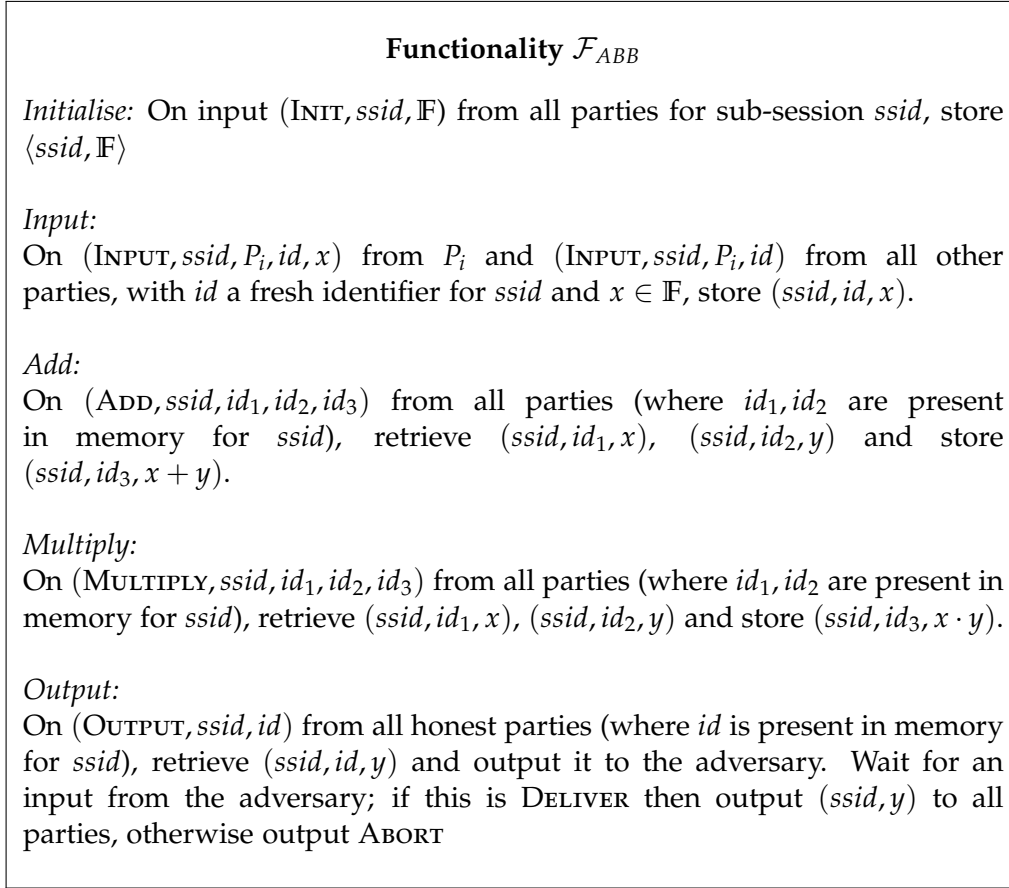 Functionality 𝓕_ABB
Initialise: On input (INIT, ssid, 𝔽) from all parties for sub-session ssid, store
⟨ssid, 𝔽⟩
Input:
On (INPUT, ssid, P_i, id, x) from P_i and (INPUT, ssid, P_i, id) from all other
parties, with id a fresh identifier for ssid and x ∈ 𝔽, store (ssid, id, x).
Add:
On (ADD, ssid, id_1, id_2, id_3) from all parties (where id_1, id_2 are present
in memory for ssid), retrieve (ssid, id_1, x), (ssid, id_2, y) and store
(ssid, id_3, x + y).
Multiply:
On (MULTIPLY, ssid, id_1, id_2, id_3) from all parties (where id_1, id_2 are present in
memory for ssid), retrieve (ssid, id_1, x), (ssid, id_2, y) and store (ssid, id_3, x · y).
Output:
On (OUTPUT, ssid, id) from all honest parties (where id is present in memory
for ssid), retrieve (ssid, id, y) and output it to the adversary. Wait for an
input from the adversary; if this is DELIVER then output (ssid, y) to all
parties, otherwise output ABORT